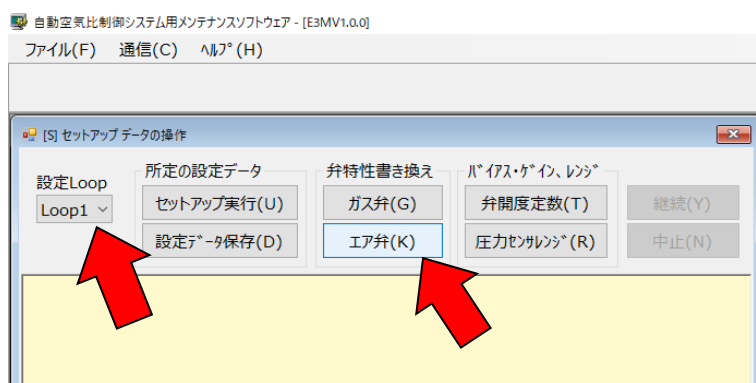 自動空気比制御システム用メンテナンスソフトウェア - [E3MV1.0.0]
ファイル(F) 通信(C) ﾍﾙﾌﾟ(H)
[S] セットアップ データの操作
設定Loop
Loop1
所定の設定データ
セットアップ実行(U)
設定ﾃﾞｰﾀ保存(D)
弁特性書き換え
ガス弁(G)
エア弁(K)
ﾊﾞｲｱｽ・ｹﾞｲﾝ、ﾚﾝｼﾞ
弁開度定数(T)
圧力ｾﾝｻﾚﾝｼﾞ(R)
継続(Y)
中止(N)